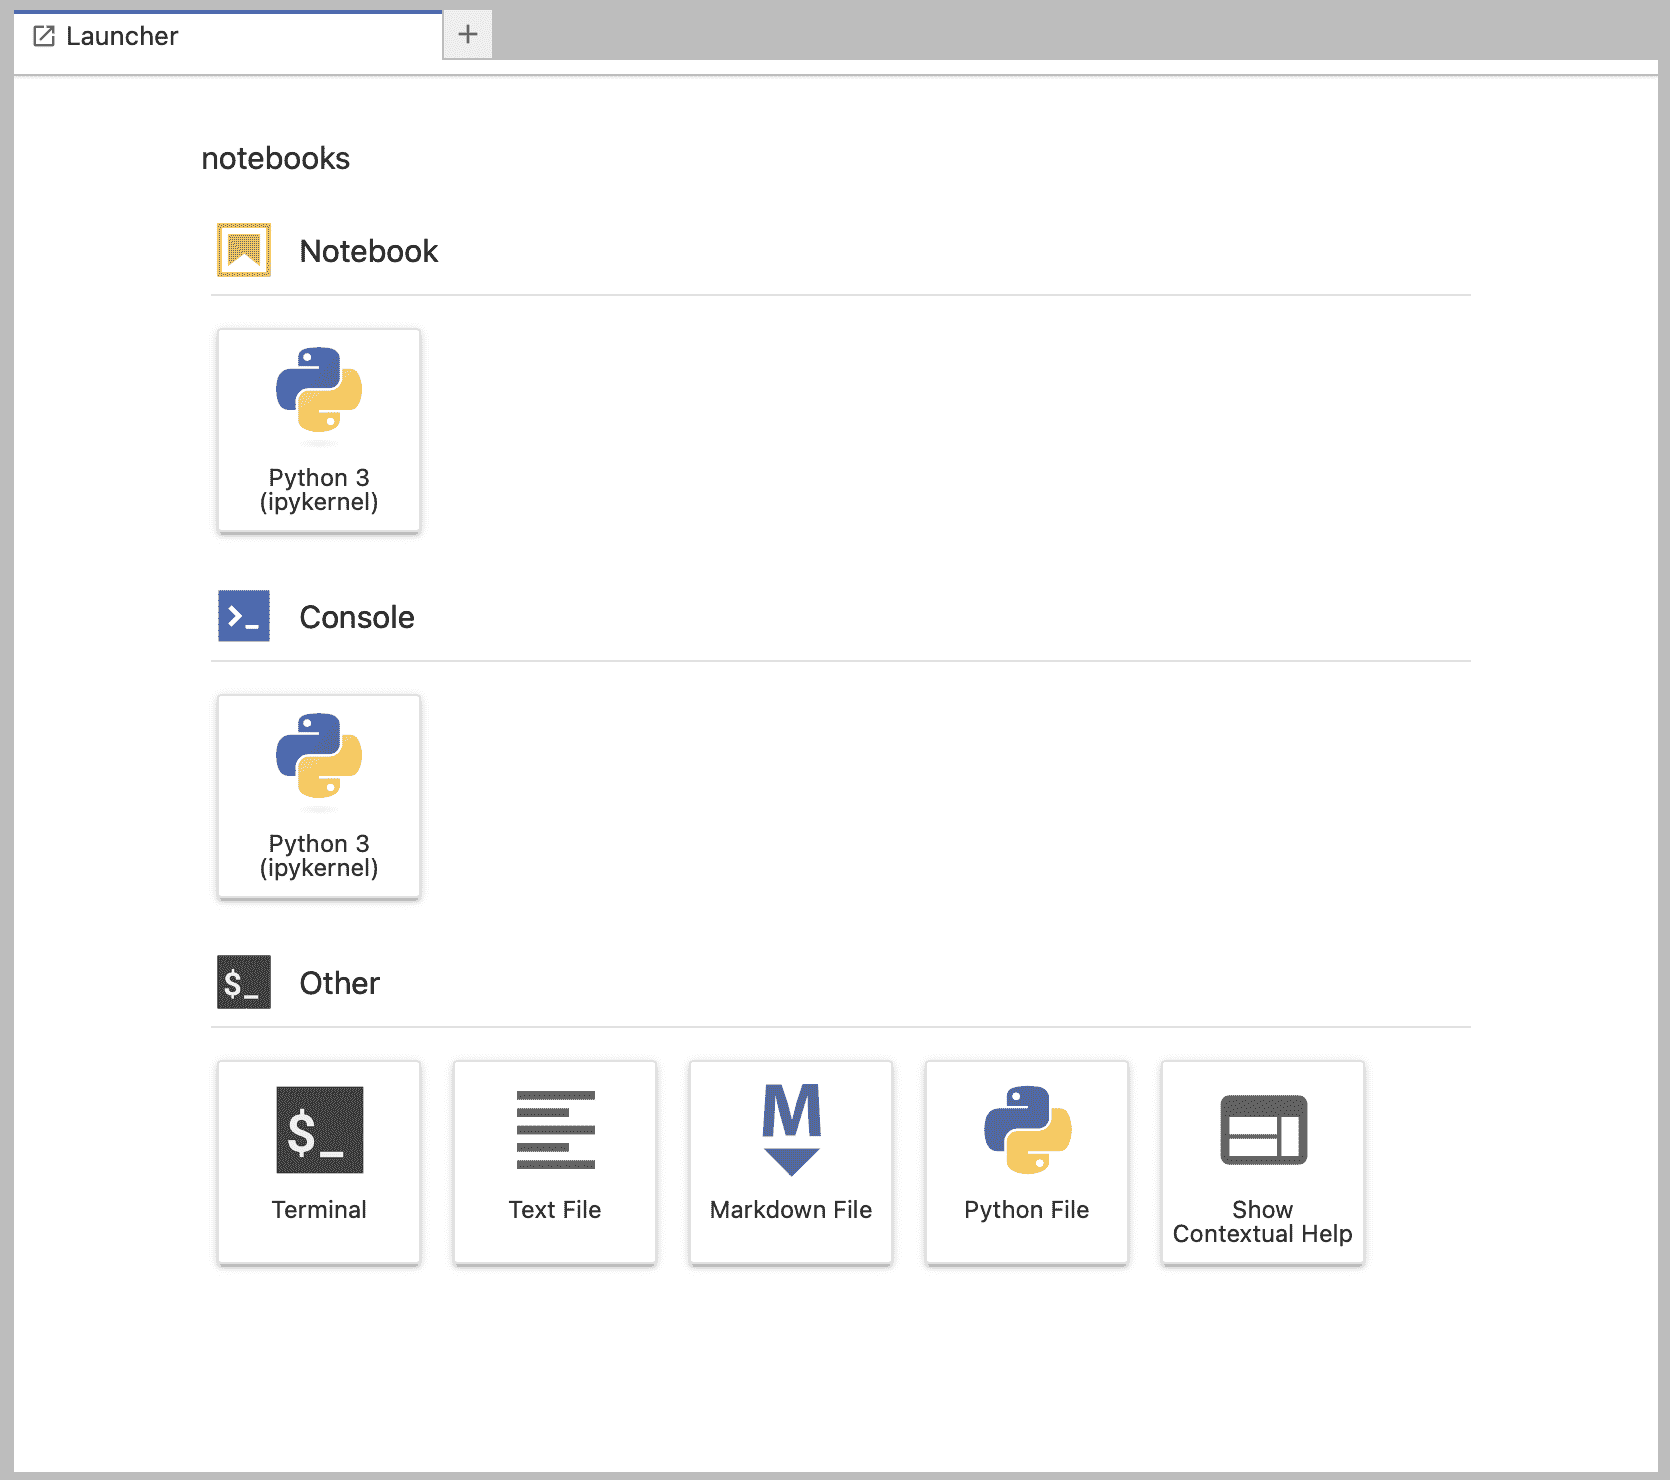 Launcher
notebooks
Notebook
Python 3
(ipykernel)
>_
Console
Python 3
(ipykernel)
$_
Other
$_
Terminal
Text File
M
Markdown File
Python File
Show
Contextual Help